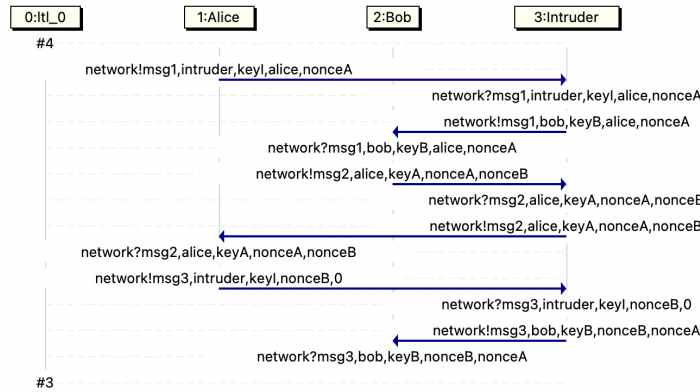 0:ltl_0 1:Alice 2:Bob 3:Intruder
#4
network!msg1,intruder,keyI,alice,nonceA
network?msg1,intruder,keyI,alice,nonceA
network!msg1,bob,keyB,alice,nonceA
network?msg1,bob,keyB,alice,nonceA
network!msg2,alice,keyA,nonceA,nonceB
network?msg2,alice,keyA,nonceA,nonceB
network!msg2,alice,keyA,nonceA,nonceB
network?msg2,alice,keyA,nonceA,nonceB
network!msg3,intruder,keyI,nonceB,0
network?msg3,intruder,keyI,nonceB,0
network!msg3,bob,keyB,nonceB,nonceA
network?msg3,bob,keyB,nonceB,nonceA
#3